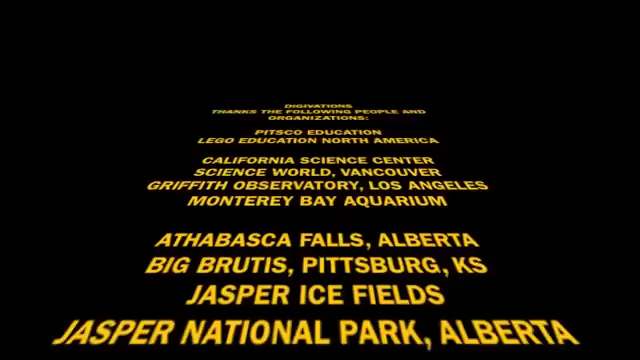 DIGIVATIONS
THANKS THE FOLLOWING PEOPLE AND
ORGANIZATIONS:
PITSCO EDUCATION
LEGO EDUCATION NORTH AMERICA
CALIFORNIA SCIENCE CENTER
SCIENCE WORLD, VANCOUVER
GRIFFITH OBSERVATORY, LOS ANGELES
MONTEREY BAY AQUARIUM
ATHABASCA FALLS, ALBERTA
BIG BRUTIS, PITTSBURG, KS
JASPER ICE FIELDS
JASPER NATIONAL PARK, ALBERTA